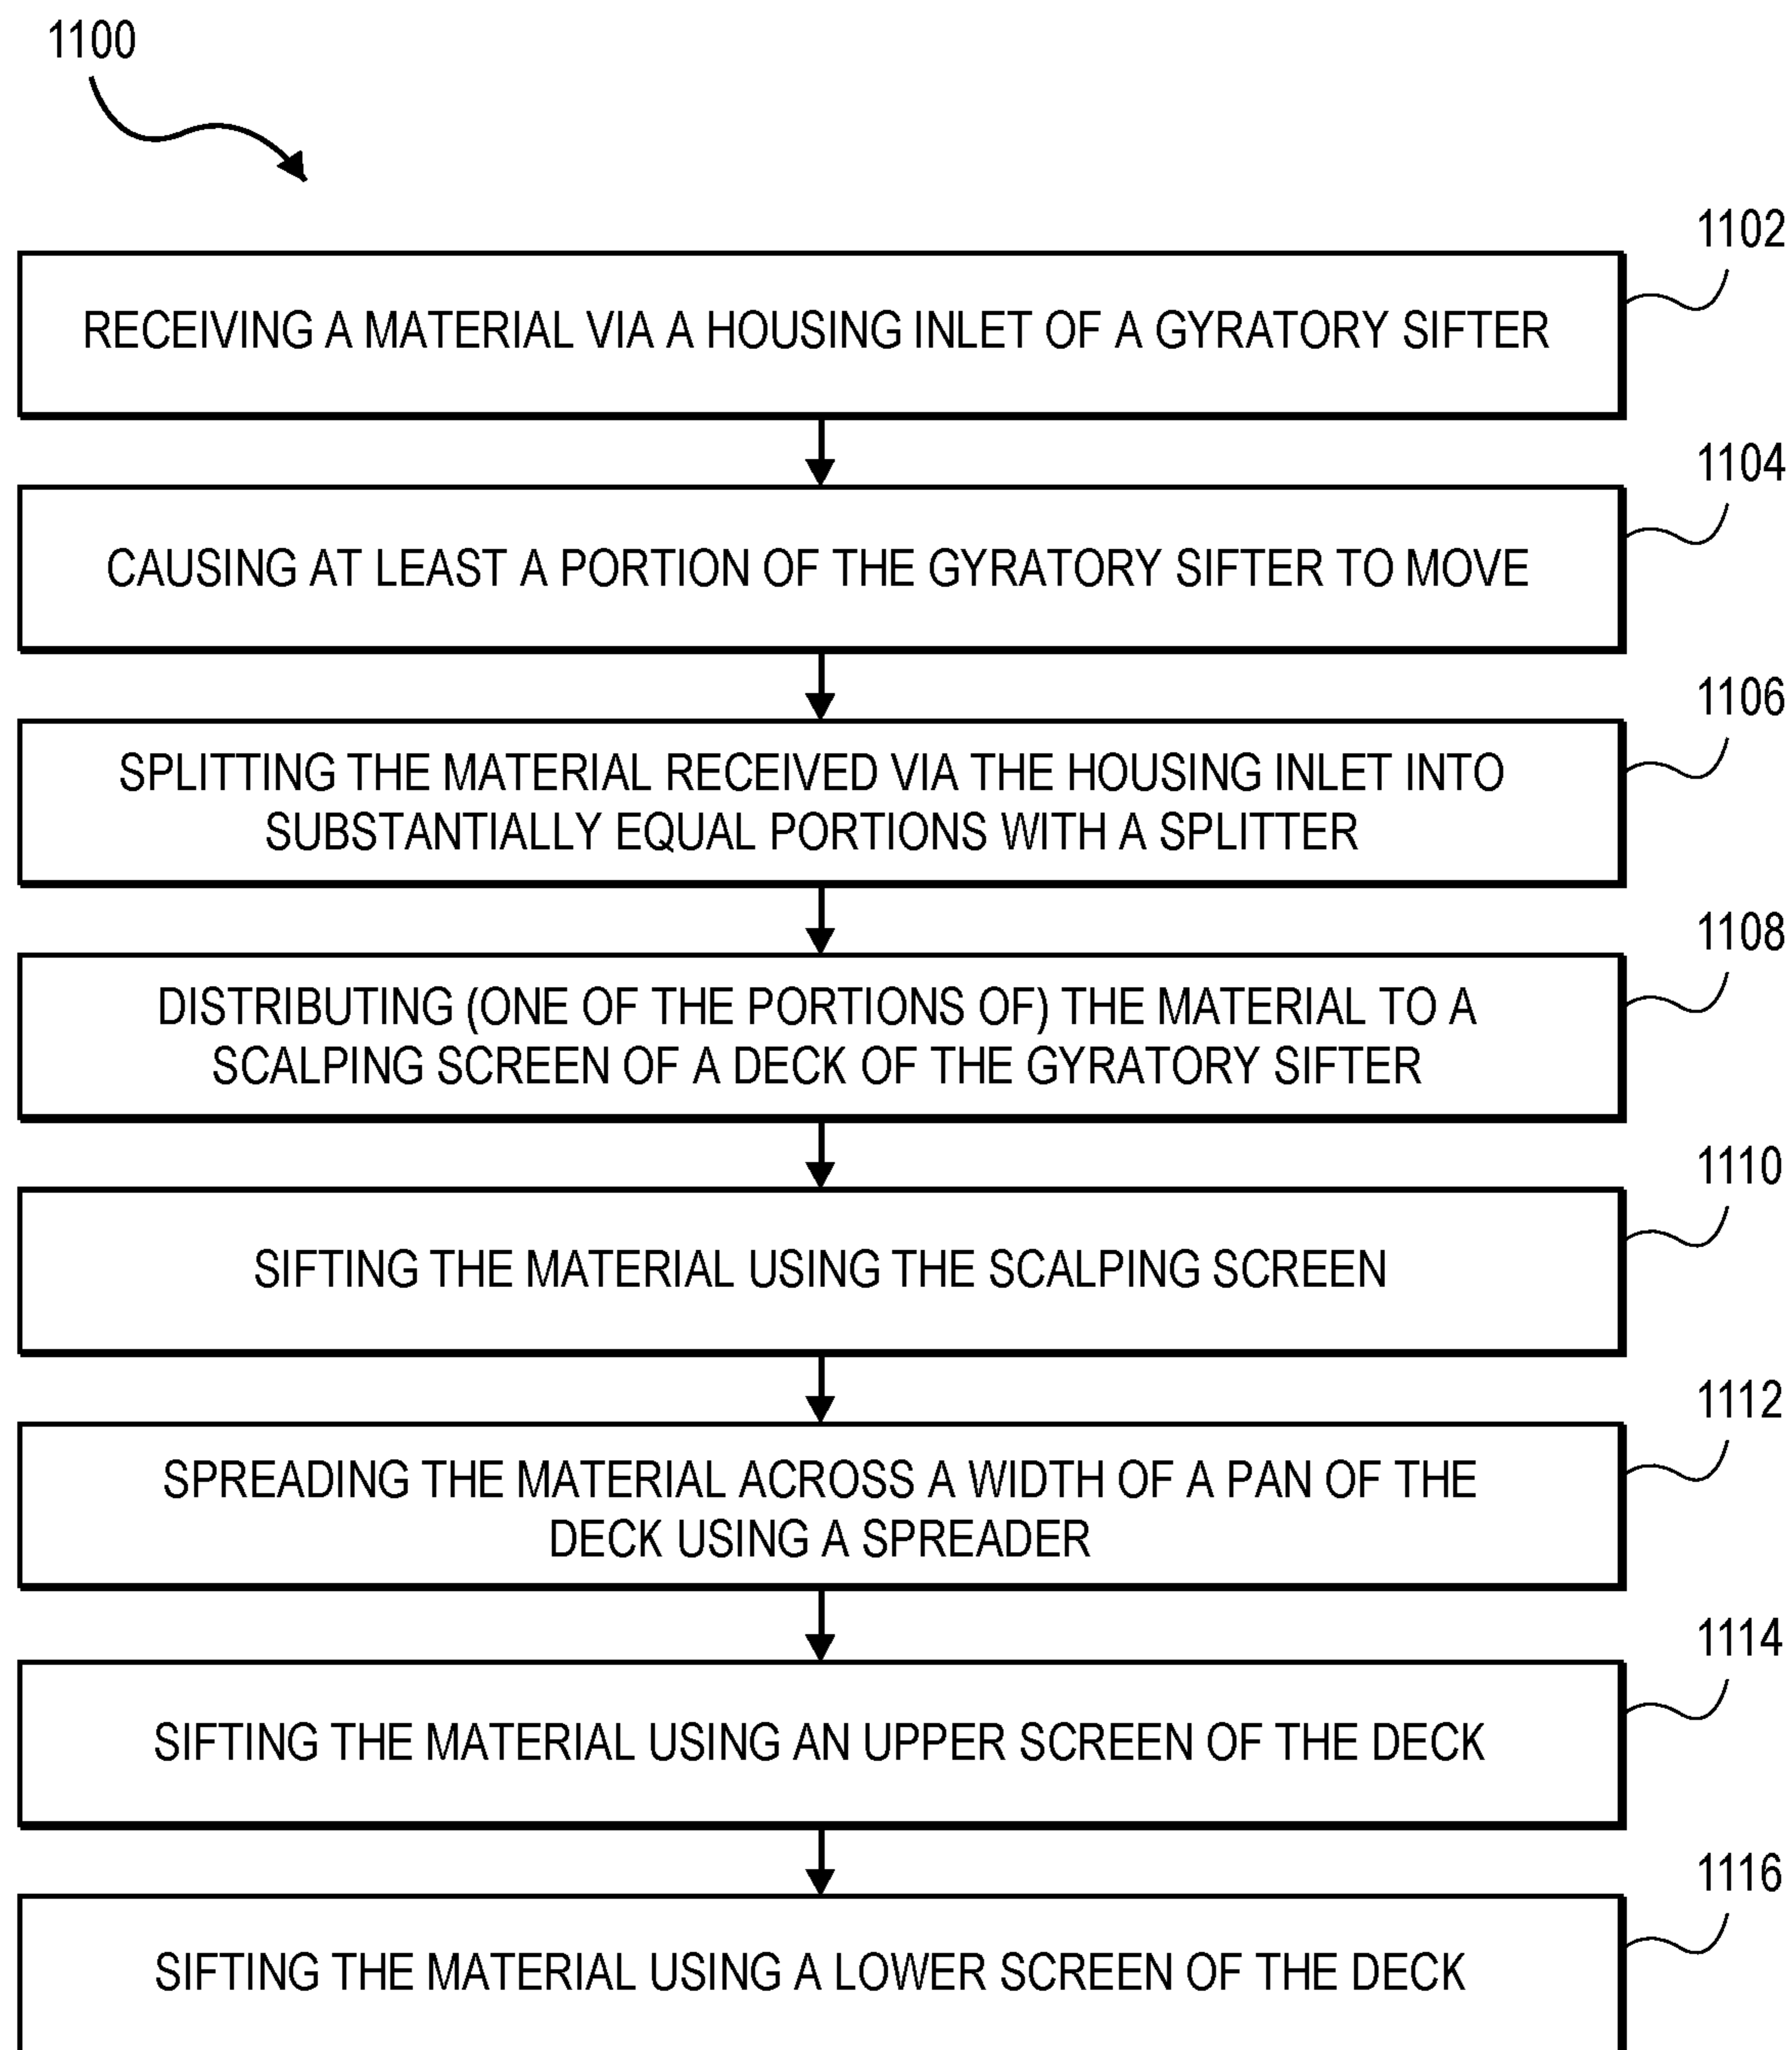 1100
1102
RECEIVING A MATERIAL VIA A HOUSING INLET OF A GYRATORY SIFTER
1104
CAUSING AT LEAST A PORTION OF THE GYRATORY SIFTER TO MOVE
1106
SPLITTING THE MATERIAL RECEIVED VIA THE HOUSING INLET INTO
SUBSTANTIALLY EQUAL PORTIONS WITH A SPLITTER
1108
DISTRIBUTING (ONE OF THE PORTIONS OF) THE MATERIAL TO A
SCALPING SCREEN OF A DECK OF THE GYRATORY SIFTER
1110
SIFTING THE MATERIAL USING THE SCALPING SCREEN
1112
SPREADING THE MATERIAL ACROSS A WIDTH OF A PAN OF THE
DECK USING A SPREADER
1114
SIFTING THE MATERIAL USING AN UPPER SCREEN OF THE DECK
1116
SIFTING THE MATERIAL USING A LOWER SCREEN OF THE DECK